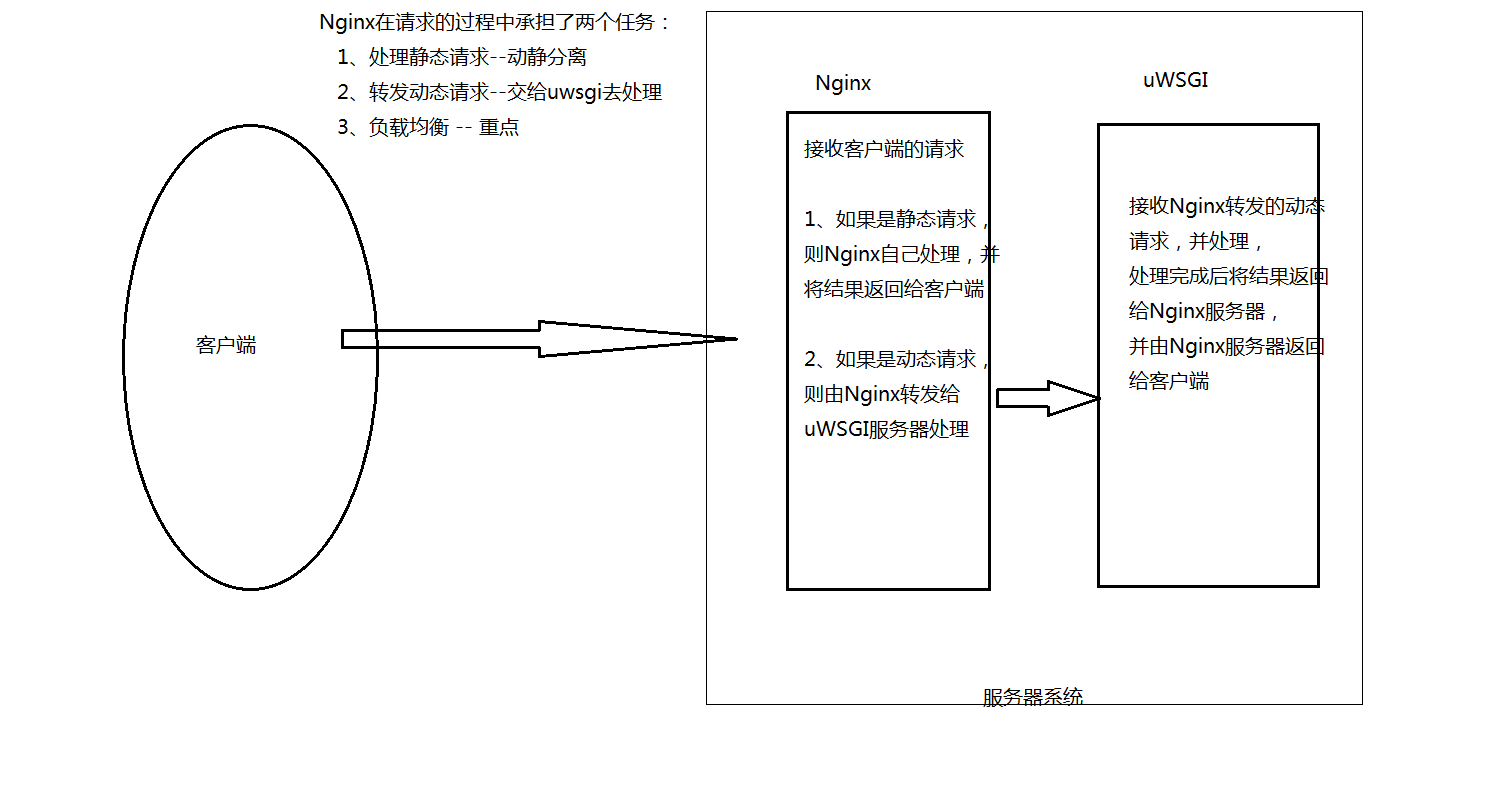 Nginx在请求的过程中承担了两个任务：
1、处理静态请求--动静分离
2、转发动态请求--交给uwsgi去处理
3、负载均衡 -- 重点
客户端
Nginx
接收客户端的请求
1、如果是静态请求，
则Nginx自己处理，并
将结果返回给客户端
2、如果是动态请求，
则由Nginx转发给
uWSGI服务器处理
uWSGI
接收Nginx转发的动态
请求，并处理，
处理完成后将结果返回
给Nginx服务器，
并由Nginx服务器返回
给客户端
服务器系统